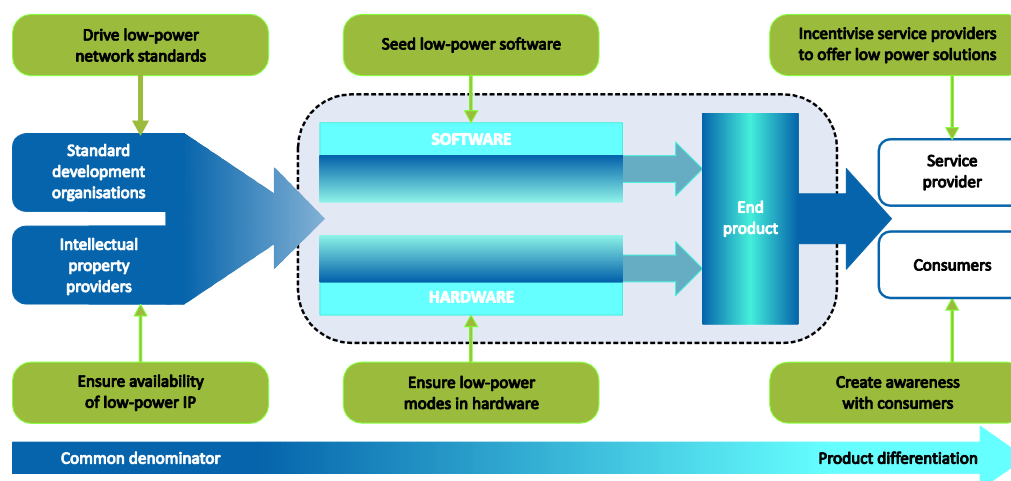 Drive low-power
network standards
Seed low-power software
Incentivise service providers
to offer low power solutions
Standard
development
organisations
SOFTWARE
End
product
Service
provider
Intellectual
property
providers
HARDWARE
Consumers
Ensure availability
of low-power IP
Ensure low-power
modes in hardware
Create awareness
with consumers
Common denominator
Product differentiation